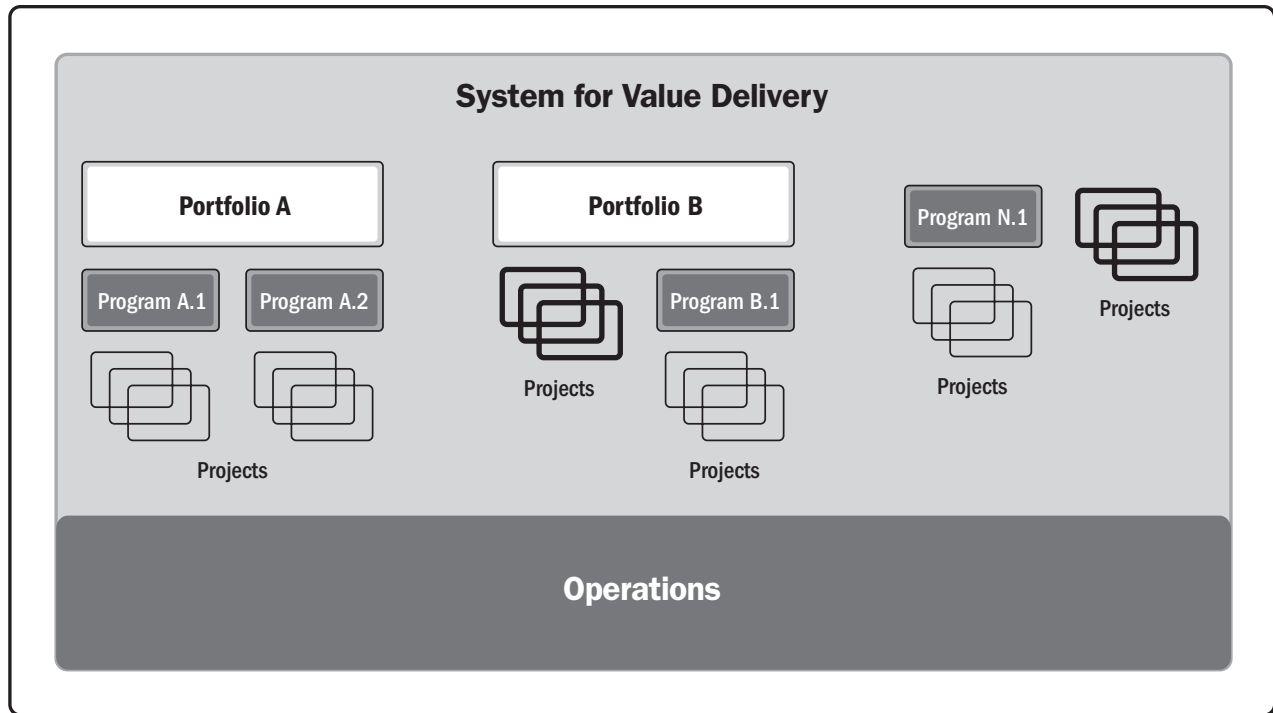 System for Value Delivery
Portfolio A
Portfolio B
Program N.1
Program A.1
Program A.2
Program B.1
Projects
Projects
Projects
Projects
Projects
Operations